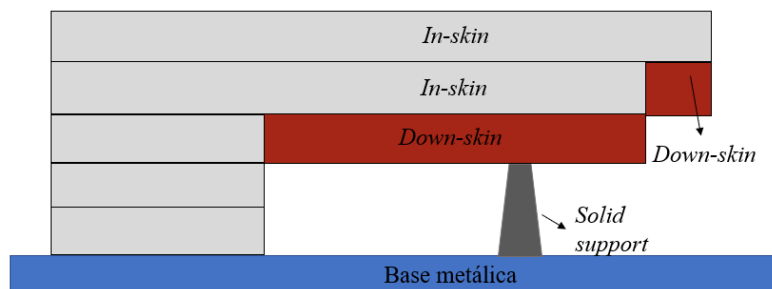 In-skin
In-skin
Down-skin
Down-skin
Solid
support
Base metálica